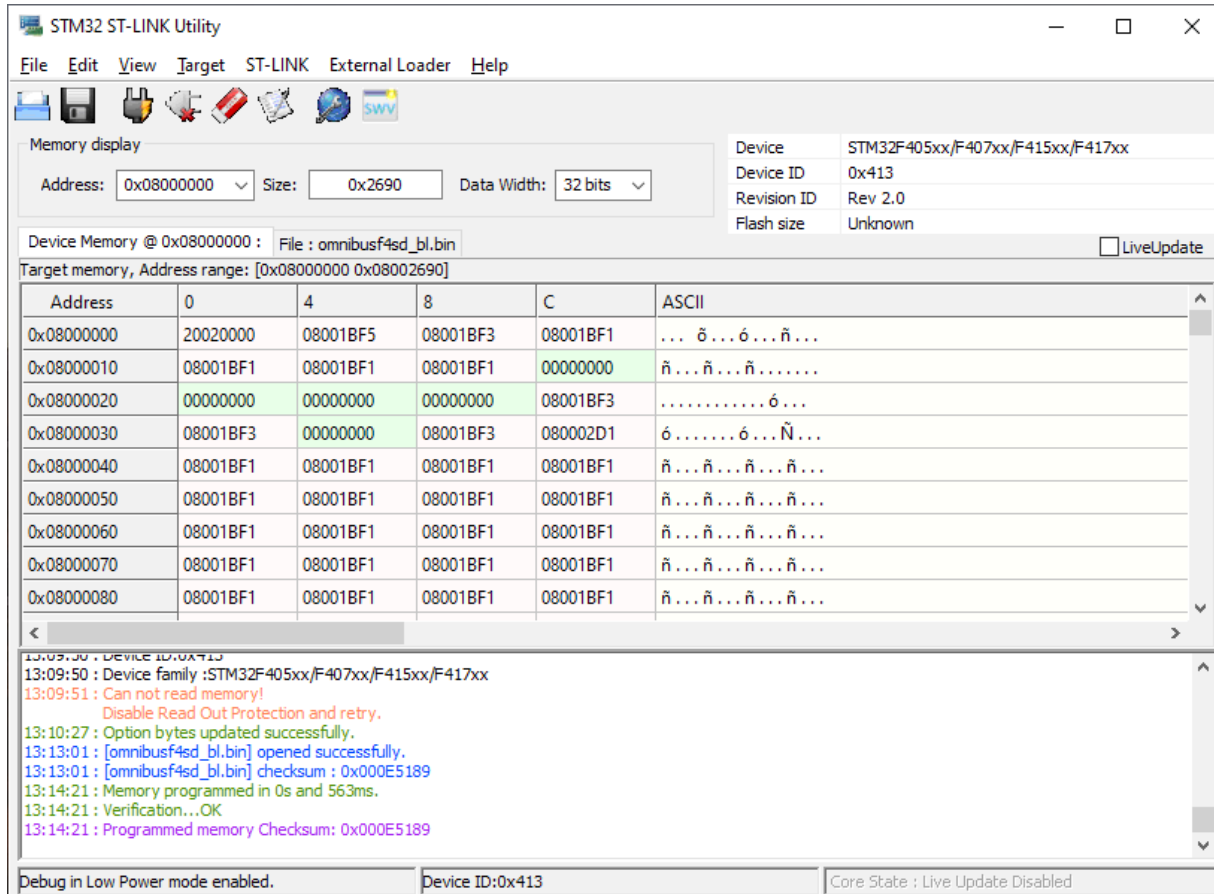 STM32 ST-LINK Utility
File Edit View Target ST-LINK External Loader Help
SWV
Memory display
Address: 0x08000000 Size: 0x2690 Data Width: 32 bits
Device STM32F405xx/F407xx/F415xx/F417xx
Device ID 0x413
Revision ID Rev 2.0
Flash size Unknown
Device Memory @ 0x08000000 : File : omnibusf4sd_bl.bin LiveUpdate
Target memory, Address range: [0x08000000 0x08002690]
Address 0 4 8 C ASCII
0x08000000 20020000 08001BF5 08001BF3 08001BF1 ... õ...ó...ñ...
0x08000010 08001BF1 08001BF1 08001BF1 00000000 ñ...ñ...ñ.......
0x08000020 00000000 00000000 00000000 08001BF3 ............ó...
0x08000030 08001BF3 00000000 08001BF3 080002D1 ó.......ó...Ñ...
0x08000040 08001BF1 08001BF1 08001BF1 08001BF1 ñ...ñ...ñ...ñ...
0x08000050 08001BF1 08001BF1 08001BF1 08001BF1 ñ...ñ...ñ...ñ...
0x08000060 08001BF1 08001BF1 08001BF1 08001BF1 ñ...ñ...ñ...ñ...
0x08000070 08001BF1 08001BF1 08001BF1 08001BF1 ñ...ñ...ñ...ñ...
0x08000080 08001BF1 08001BF1 08001BF1 08001BF1 ñ...ñ...ñ...ñ...
13:09:50 : Device ID:0x413
13:09:50 : Device family :STM32F405xx/F407xx/F415xx/F417xx
13:09:51 : Can not read memory!
Disable Read Out Protection and retry.
13:10:27 : Option bytes updated successfully.
13:13:01 : [omnibusf4sd_bl.bin] opened successfully.
13:13:01 : [omnibusf4sd_bl.bin] checksum : 0x000E5189
13:14:21 : Memory programmed in 0s and 563ms.
13:14:21 : Verification...OK
13:14:21 : Programmed memory Checksum: 0x000E5189
Debug in Low Power mode enabled. Device ID:0x413 Core State : Live Update Disabled